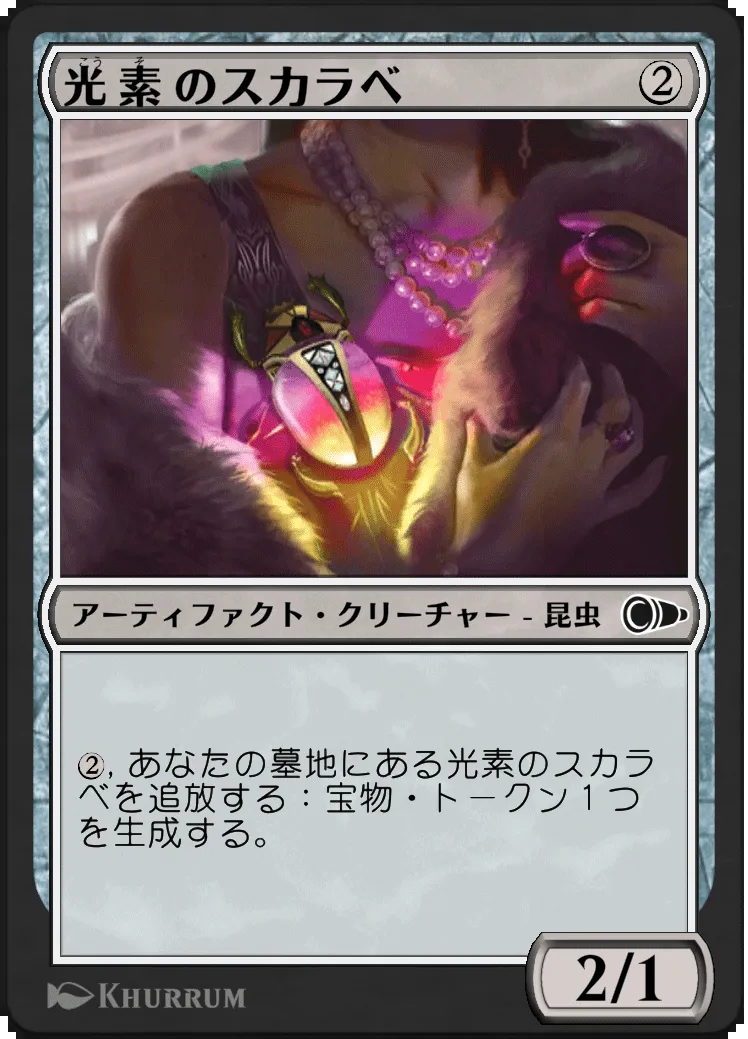 こう そ
光素のスカラベ ②
アーティファクト・クリーチャー - 昆虫
②, あなたの墓地にある光素のスカラ
ベを追放する：宝物・トークン１つ
を生成する。
2/1
KHURRUM